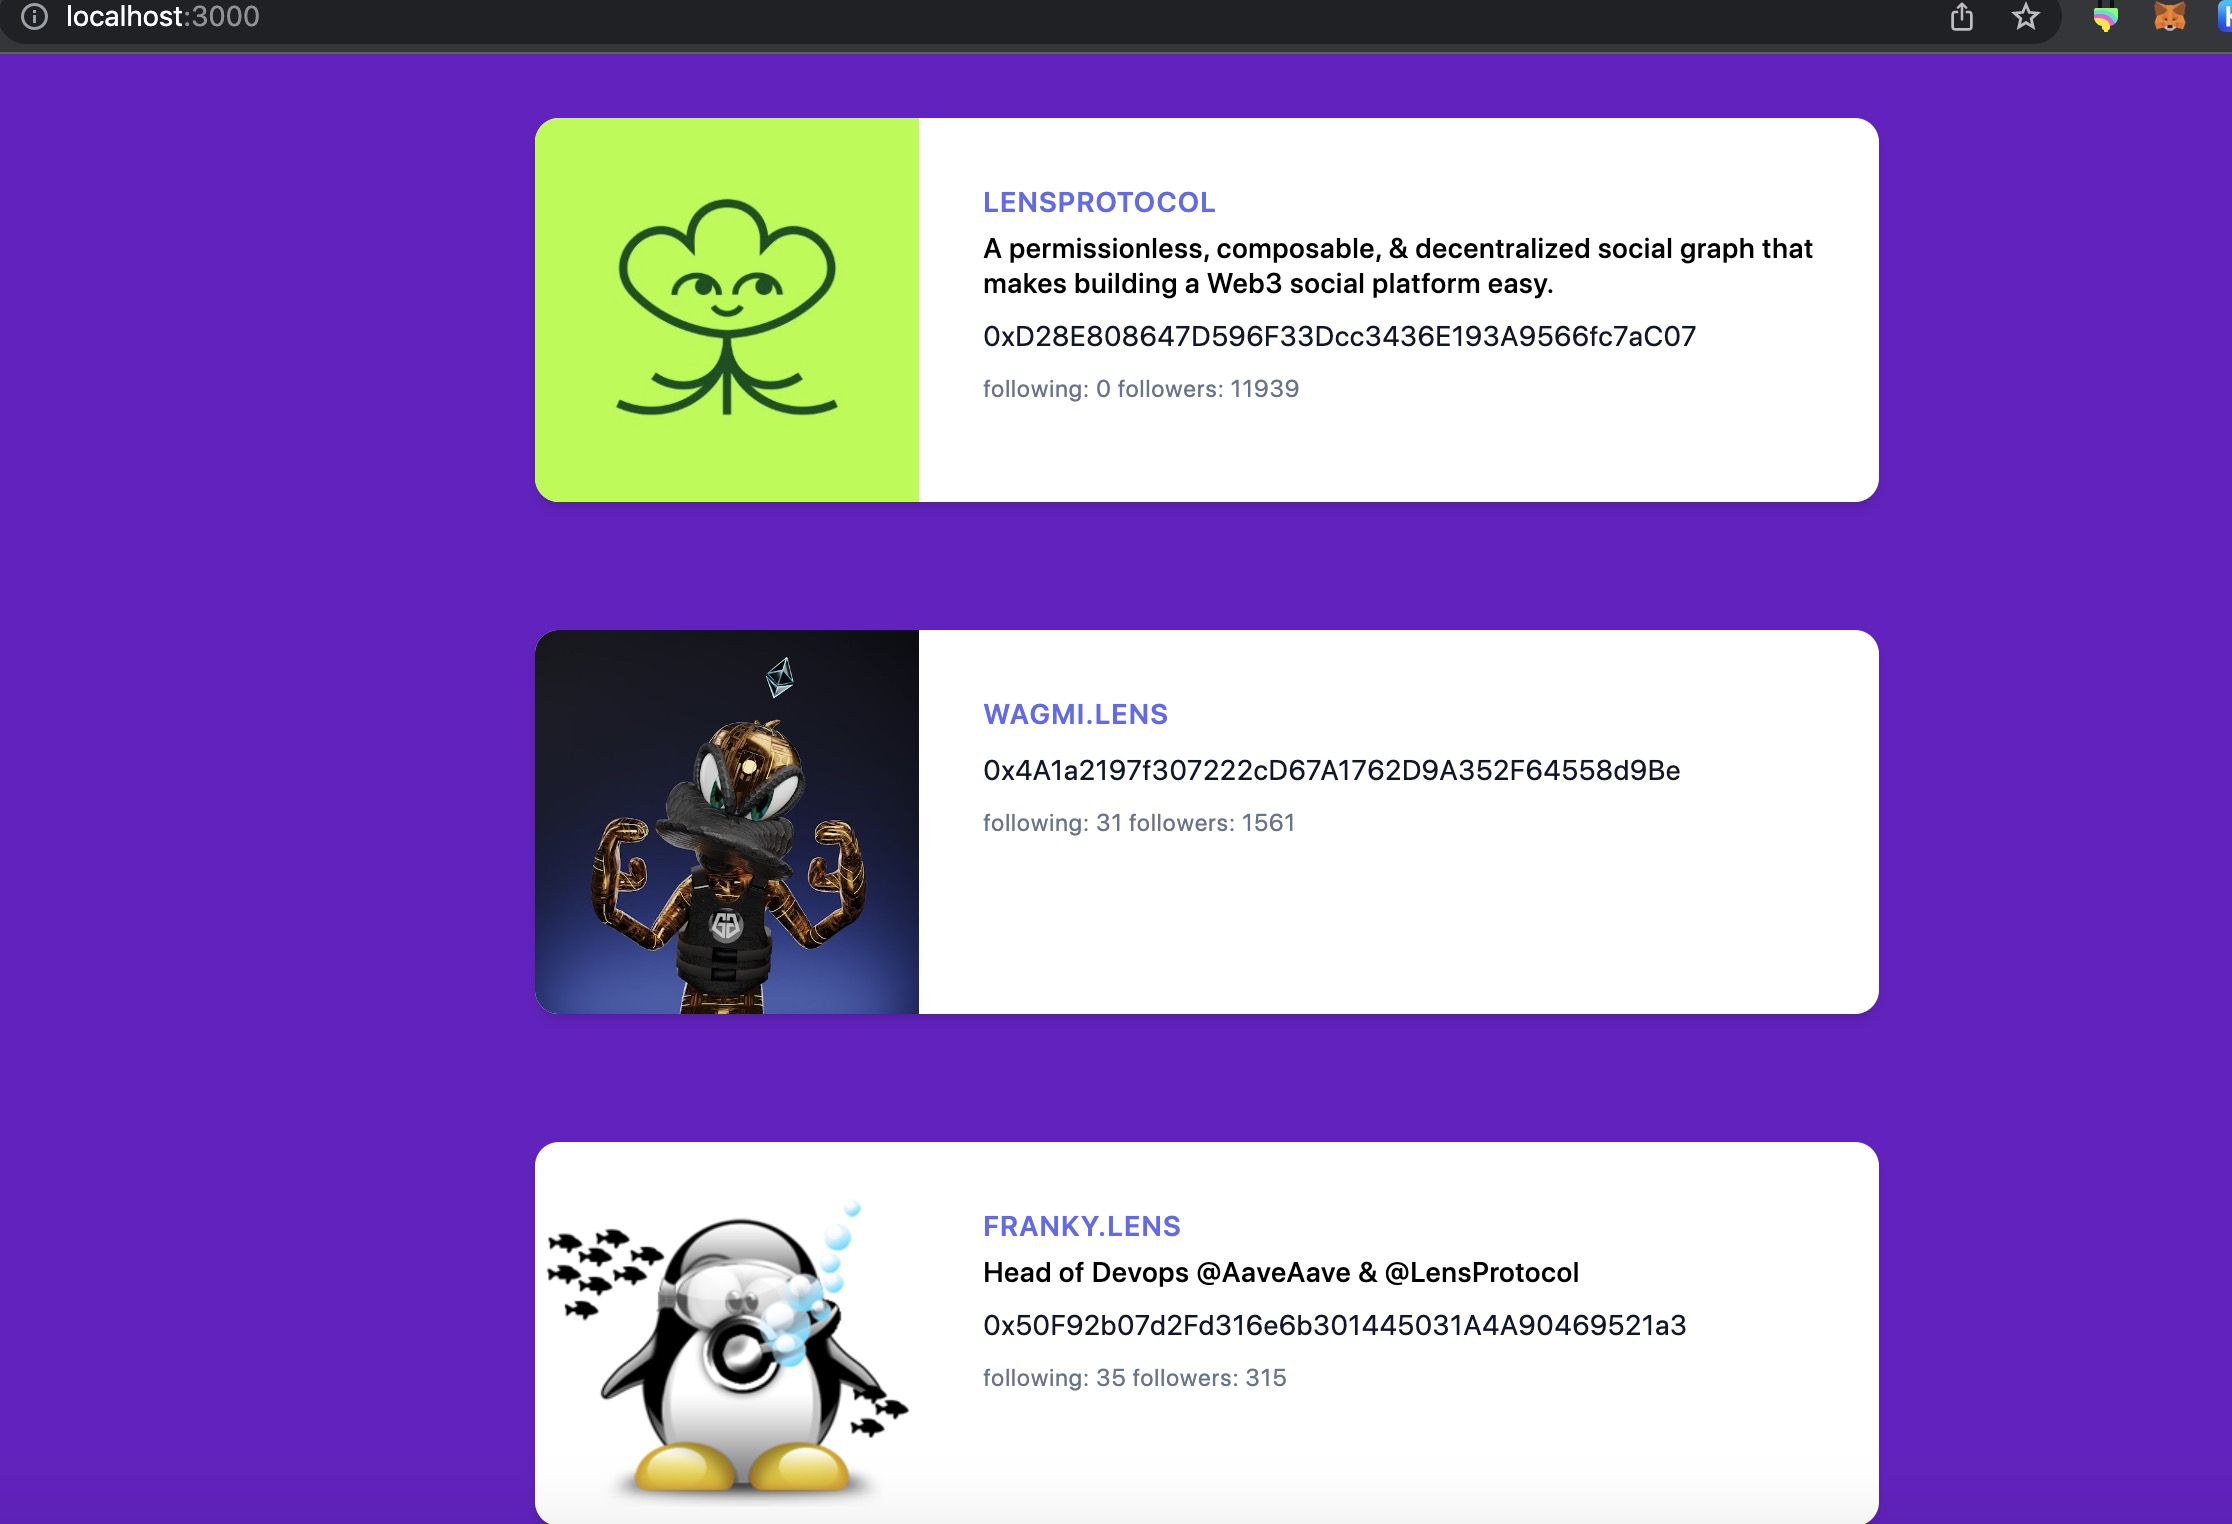 localhost:3000
LENSPROTOCOL
A permissionless, composable, & decentralized social graph that
makes building a Web3 social platform easy.
0xD28E808647D596F33Dcc3436E193A9566fc7aC07
following: 0 followers: 11939
WAGMI.LENS
0x4A1a2197f307222cD67A1762D9A352F64558d9Be
following: 31 followers: 1561
FRANKY.LENS
Head of Devops @AaveAave & @LensProtocol
0x50F92b07d2Fd316e6b301445031A4A90469521a3
following: 35 followers: 315